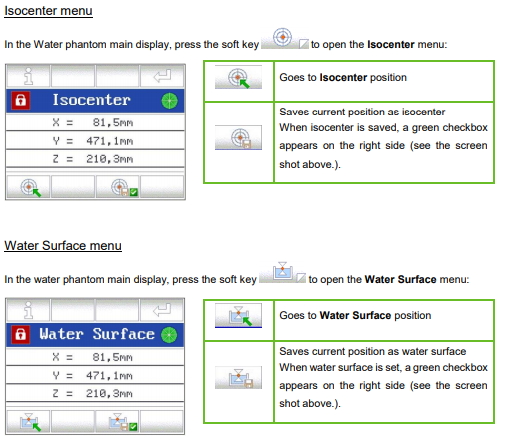 Isocenter menu
In the Water phantom main display, press the soft key to open the Isocenter menu:
Isocenter
X = 81,5mm
Y = 471,1mm
Z = 210,3mm
Goes to Isocenter position
Saves current position as isocenter
When isocenter is saved, a green checkbox
appears on the right side (see the screen
shot above.).
Water Surface menu
In the water phantom main display, press the soft key to open the Water Surface menu:
Water Surface
X = 81,5mm
Y = 471,1mm
Z = 210,3mm
Goes to Water Surface position
Saves current position as water surface
When water surface is set, a green checkbox
appears on the right side (see the screen
shot above.).